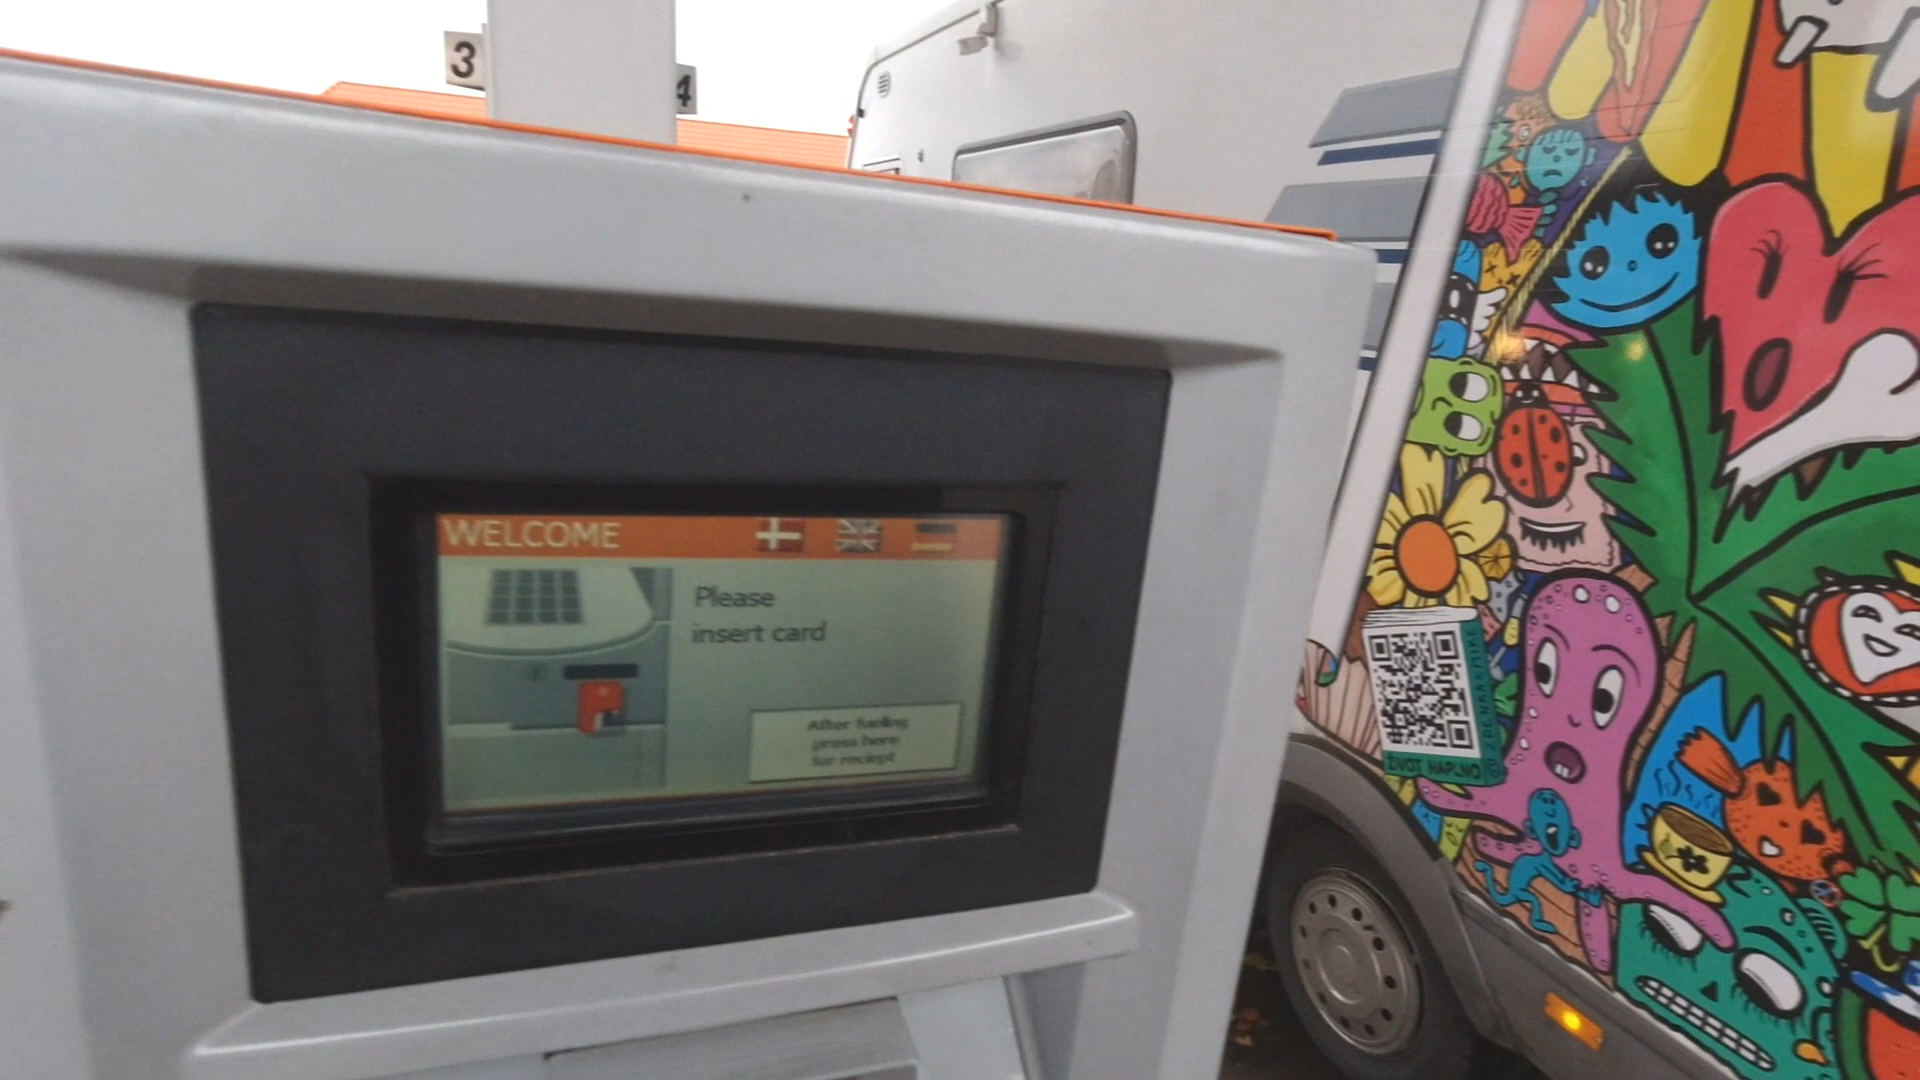 3
4
WELCOME
Please
insert card
After fueling
press here
for reciept
ŽIVOT NAPLNO